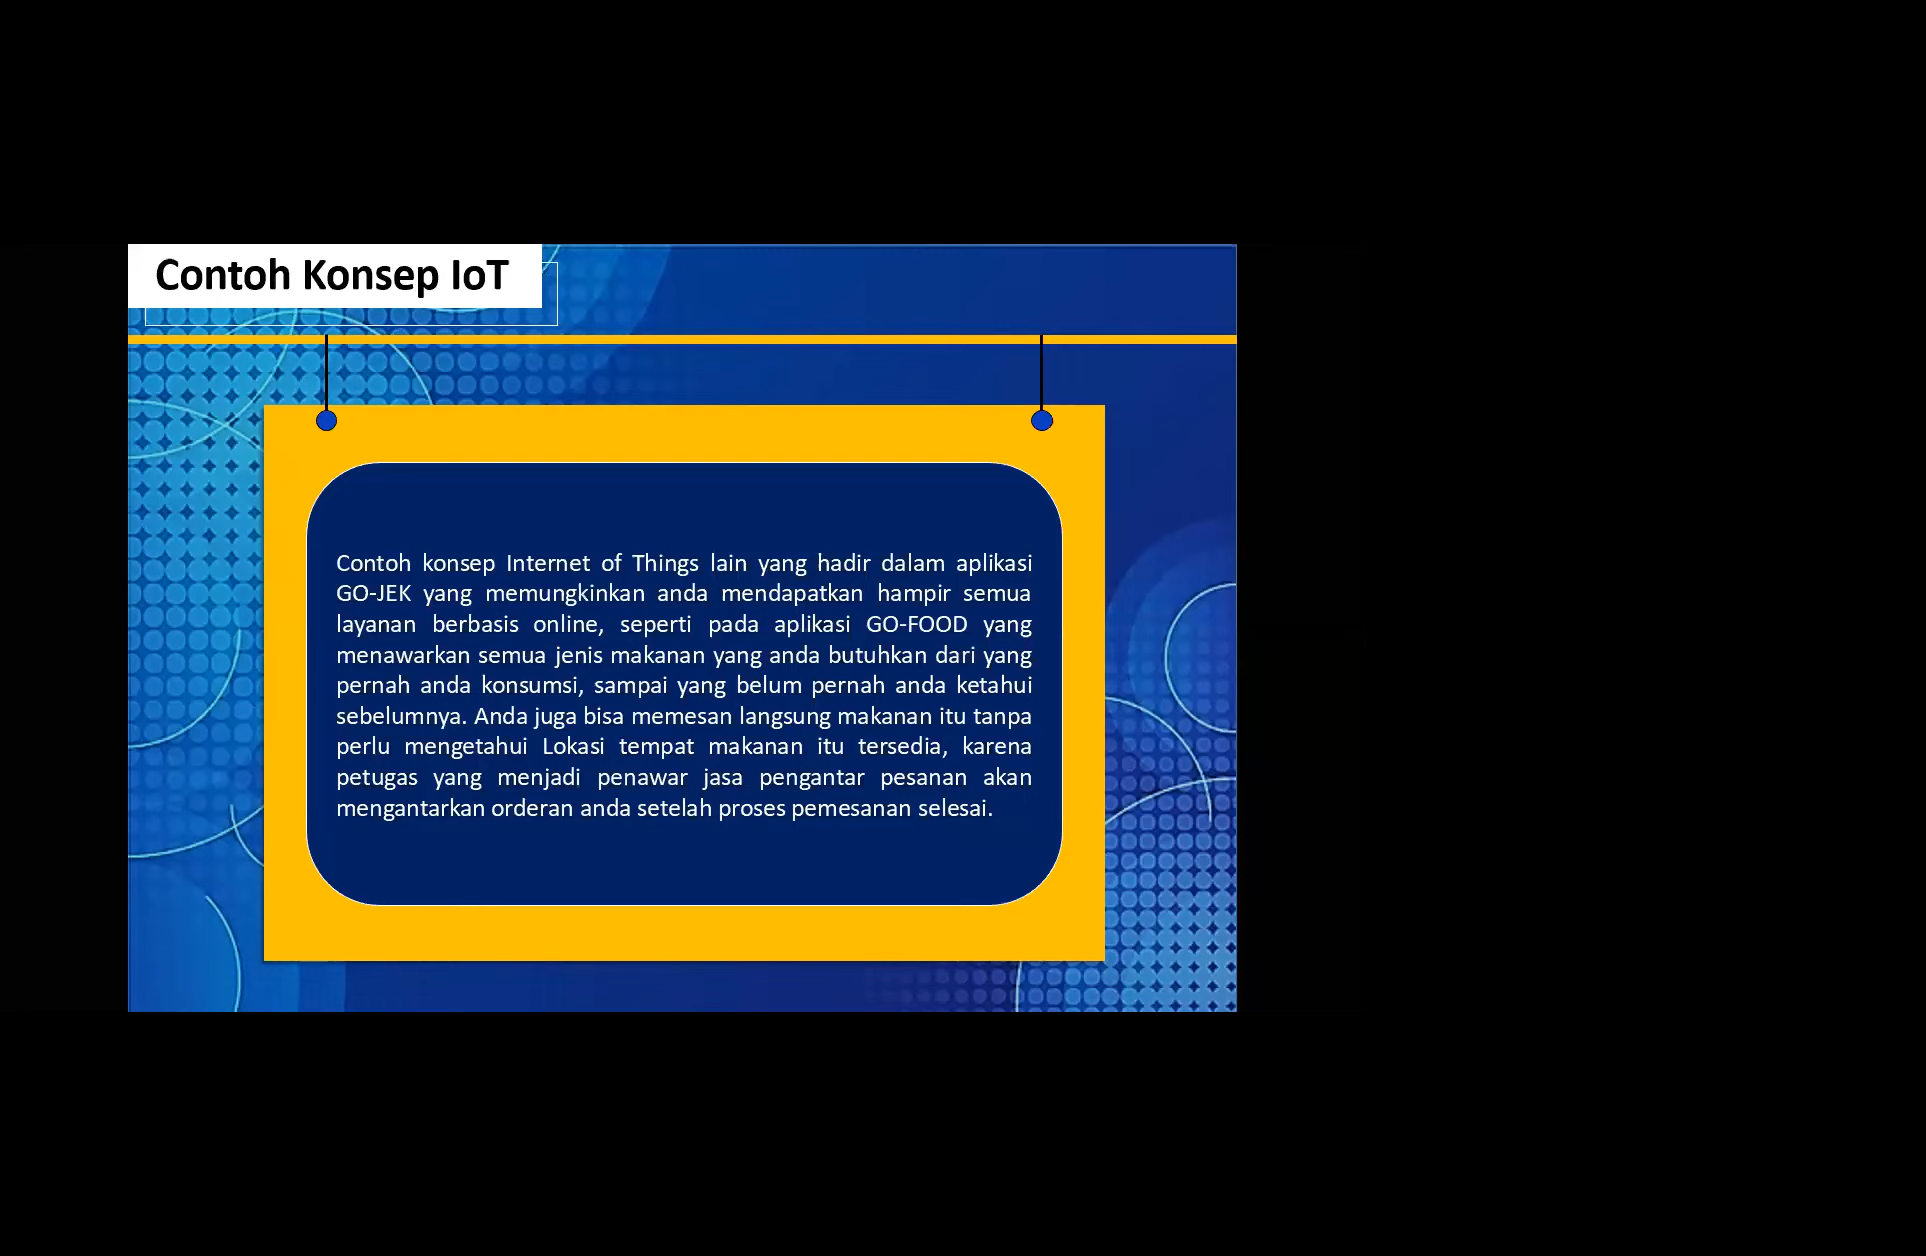 Contoh Konsep IoT
Contoh konsep Internet of Things lain yang hadir dalam aplikasi
GO-JEK yang memungkinkan anda mendapatkan hampir semua
layanan berbasis online, seperti pada aplikasi GO-FOOD yang
menawarkan semua jenis makanan yang anda butuhkan dari yang
pernah anda konsumsi, sampai yang belum pernah anda ketahui
sebelumnya. Anda juga bisa memesan langsung makanan itu tanpa
perlu mengetahui Lokasi tempat makanan itu tersedia, karena
petugas yang menjadi penawar jasa pengantar pesanan akan
mengantarkan orderan anda setelah proses pemesanan selesai.